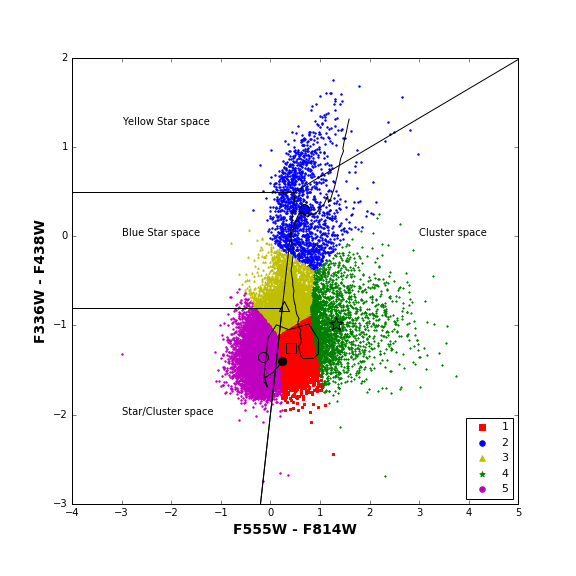 2
Yellow Star space
1
Blue Star space
Cluster space
0
F336W - F438W
−1
Star/Cluster space
−2
1
2
3
4
5
−3
−4 −3 −2 −1 0 1 2 3 4 5
F555W - F814W